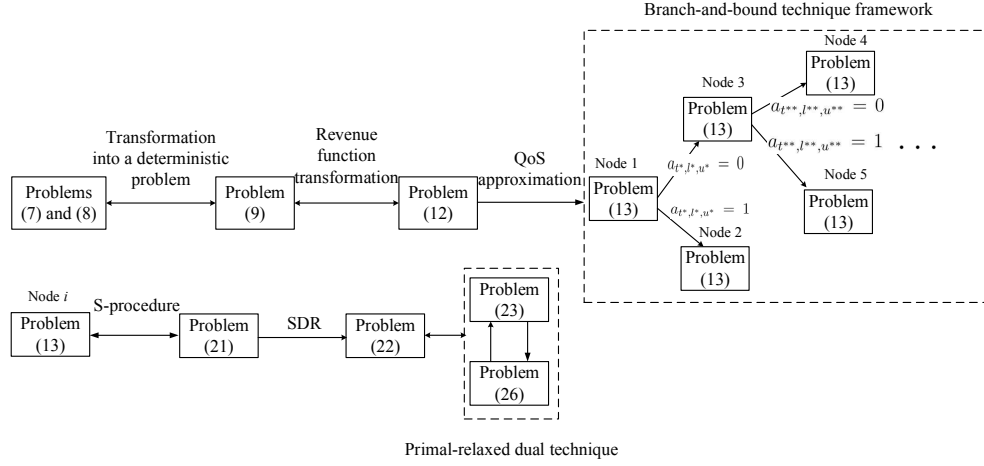 Branch-and-bound technique framework
Node 4
Problem
(13)
Node 3
Problem
(13)
a_{t**,l**,u**} = 0
a_{t**,l**,u**} = 1 . . .
Transformation
into a deterministic
problem
Revenue
function
transformation
QoS
approximation
Node 1
a_{t*,l*,u*} = 0
Problems
(7) and (8)
Problem
(9)
Problem
(12)
Problem
(13)
a_{t*,l*,u*} = 1
Node 5
Problem
(13)
Node 2
Problem
(13)
Node i
Problem
(13)
S-procedure
Problem
(21)
SDR
Problem
(22)
Problem
(23)
Problem
(26)
Primal-relaxed dual technique